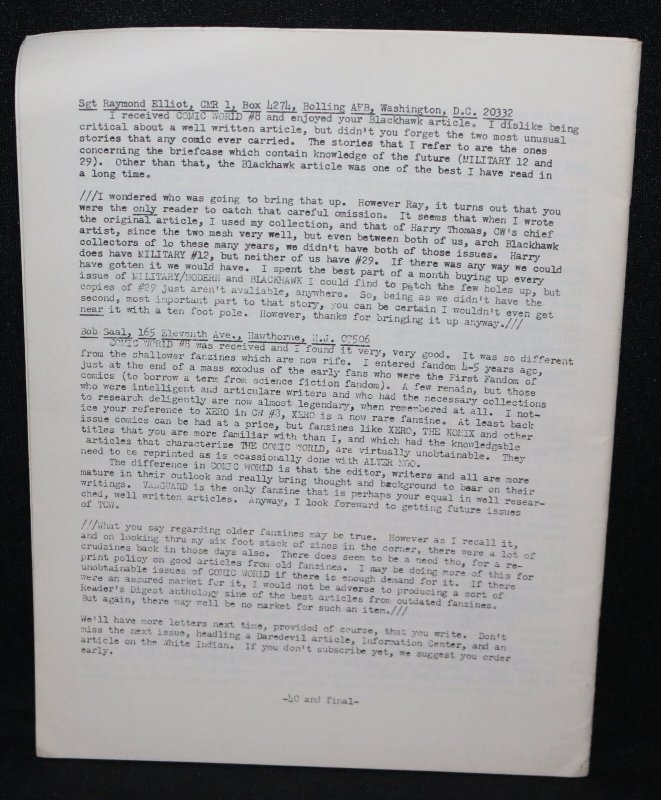 Sgt Raymond Elliot, CMR 1, Box 4274, Bolling AFB, Washington, D.C. 20332
I received COMIC WORLD #8 and enjoyed your Blackhawk article. I dislike being
critical about a well written article, but didn't you forget the two most unusual
stories that any comic ever carried. The stories that I refer to are the ones
concerning the briefcase which contain knowledge of the future (MILITARY 12 and
29). Other than that, the Blackhawk article was one of the best I have read in
a long time.
///I wondered who was going to bring that up. However Ray, it turns out that you
were the only reader to catch that careful omission. It seems that when I wrote
the original article, I used my collection, and that of Harry Thomas, CW's chief
artist, since the two mesh very well, but even between both of us, arch Blackhawk
collectors of lo these many years, we didn't have both of those issues. Harry
does have MILITARY #12, but neither of us have #29. If there was any way we could
have gotten it we would have. I spent the best part of a month buying up every
issue of MILITARY/MODERN and BLACKHAWK I could find to patch the few holes up, but
copies of #29 just aren't avaliable, anywhere. So, being as we didn't have the
second, most important part to that story, you can be certain I wouldn't even get
near it with a ten foot pole. However, thanks for bringing it up anyway.///
Bob Saal, 165 Eleventh Ave., Hawthorne, N.J. 07506
COMIC WORLD #8 was received and I found it very, very good. It was so different
from the shallower fanzines which are now rife. I entered fandom 4-5 years ago,
just at the end of a mass exodus of the early fans who were the First Fandom of
comics (to borrow a term from science fiction fandom). A few remain, but those
who were intelligent and articulare writers and who had the necessary collections
to research deligently are now almost legendary, when remembered at all. I not-
ice your reference to XERO in CW #8, XERO is a now rare fanzine. At least back
issue comics can be had at a price, but fanzines like XERO, THE KOMIX and other
titles that you are more familiar with than I, and which had the knowledgable
articles that characterize THE COMIC WORLD, are virtually unobtainable. They
need to be reprinted as is ocassionally done with ALTER EGO.
The difference in COMIC WORLD is that the editor, writers and all are more
mature in their outlook and really bring thought and background to bear on their
writings. VANGUARD is the only fanzine that is perhaps your equal in well resear-
ched, well written articles. Anyway, I look foreward to getting future issues
of TCW.
///What you say regarding older fanzines may be true. However as I recall it,
and on looking thru my six foot stack of zines in the corner, there were a lot of
crudzines back in those days also. There does seem to be a need tho, for a re-
print policy on good articles from old fanzines. I may be doing more of this for
unobtainable issues of COMIC WORLD if there is enough demand for it. If there
were an assured market for it, I would not be adverse to producing a sort of
Reader's Digest anthology zine of the best articles from outdated fanzines.
But again, there may well be no market for such an item.///
We'll have more letters next time, provided of course, that you write. Don't
miss the next issue, headling a Daredevil article, Information Center, and an
article on the White Indian. If you don't subscribe yet, we suggest you order
early.
-40 and final-